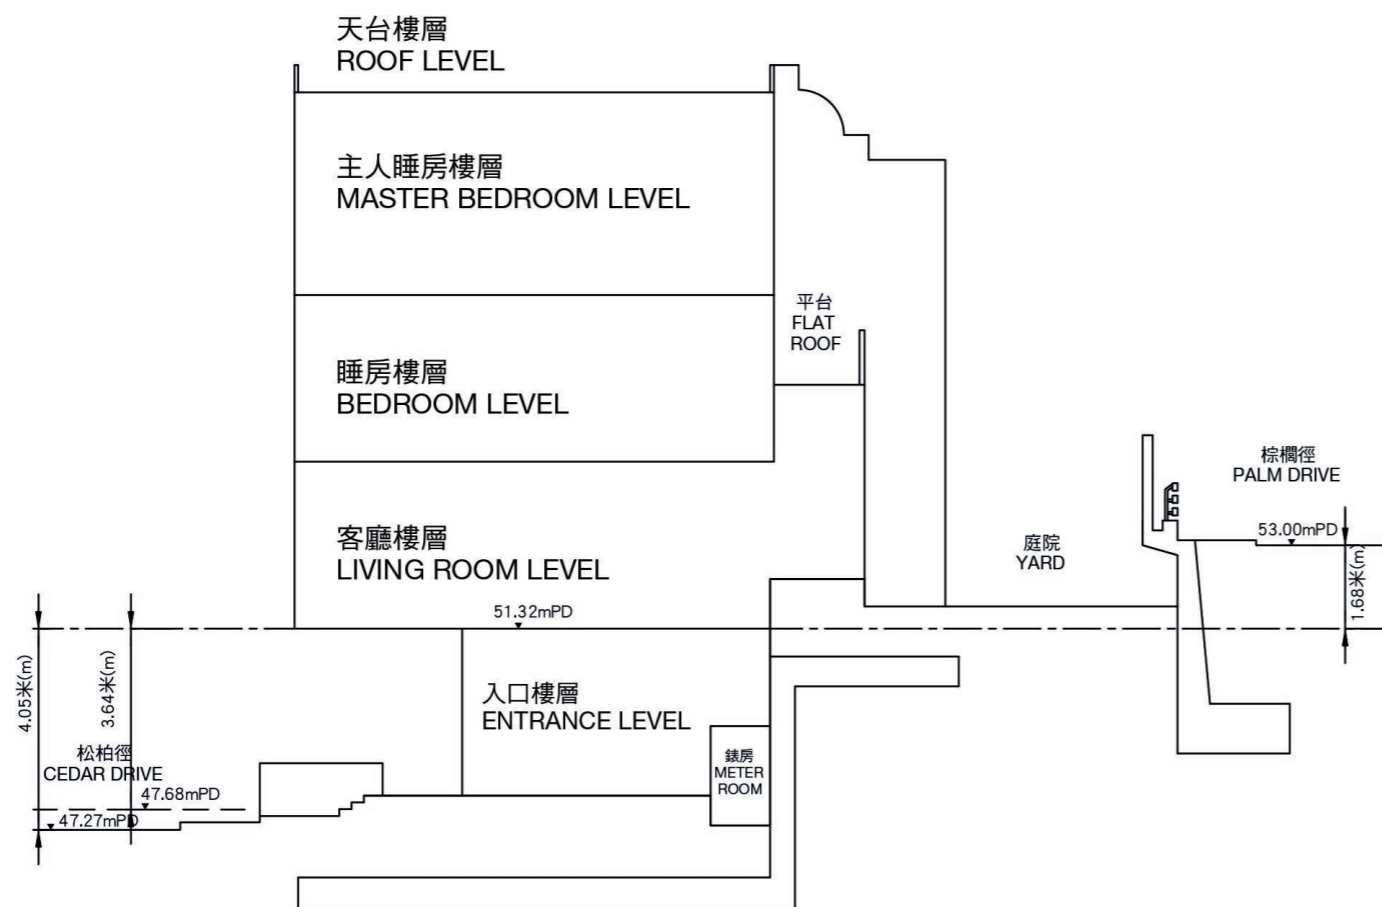 天台樓層
ROOF LEVEL
主人睡房樓層
MASTER BEDROOM LEVEL
平台
FLAT
ROOF
睡房樓層
BEDROOM LEVEL
棕櫚徑
PALM DRIVE
53.00mPD
1.68米(m)
客廳樓層
LIVING ROOM LEVEL
庭院
YARD
51.32mPD
4.05米(m)
3.64米(m)
入口樓層
ENTRANCE LEVEL
錶房
METER
ROOM
松柏徑
CEDAR DRIVE
47.68mPD
47.27mPD